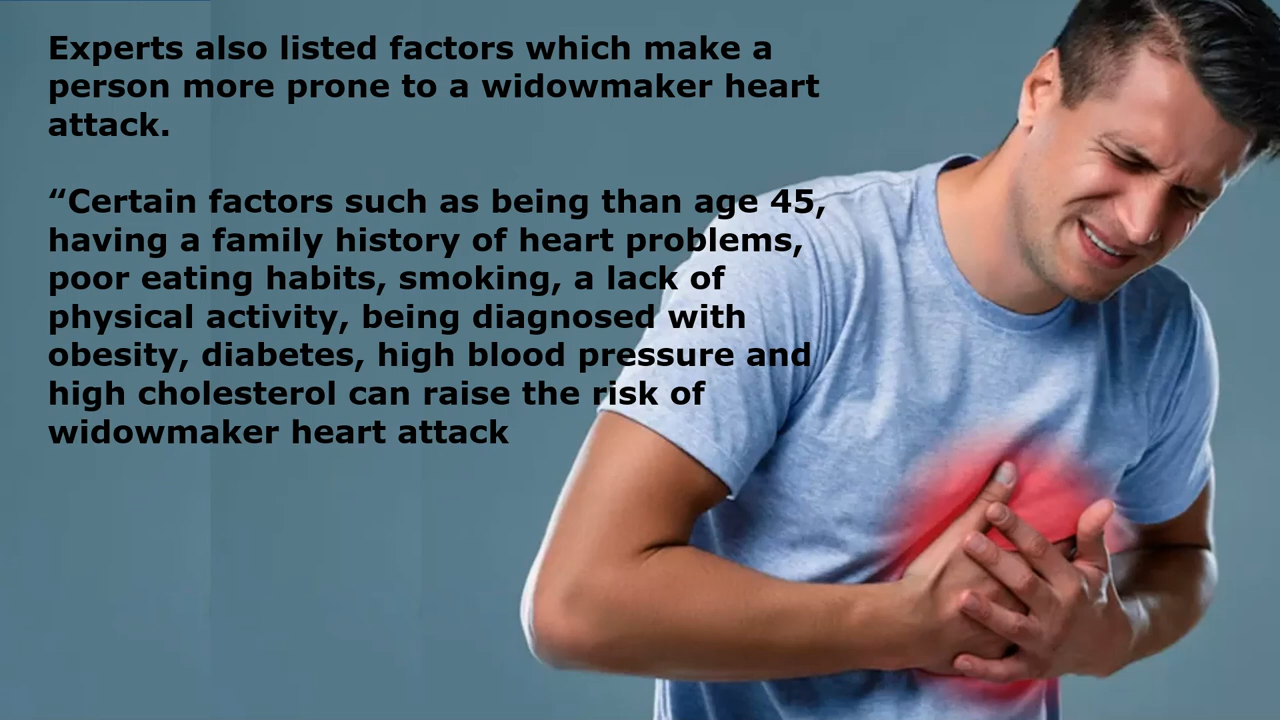 Experts also listed factors which make a
person more prone to a widowmaker heart
attack.
“Certain factors such as being than age 45,
having a family history of heart problems,
poor eating habits, smoking, a lack of
physical activity, being diagnosed with
obesity, diabetes, high blood pressure and
high cholesterol can raise the risk of
widowmaker heart attack